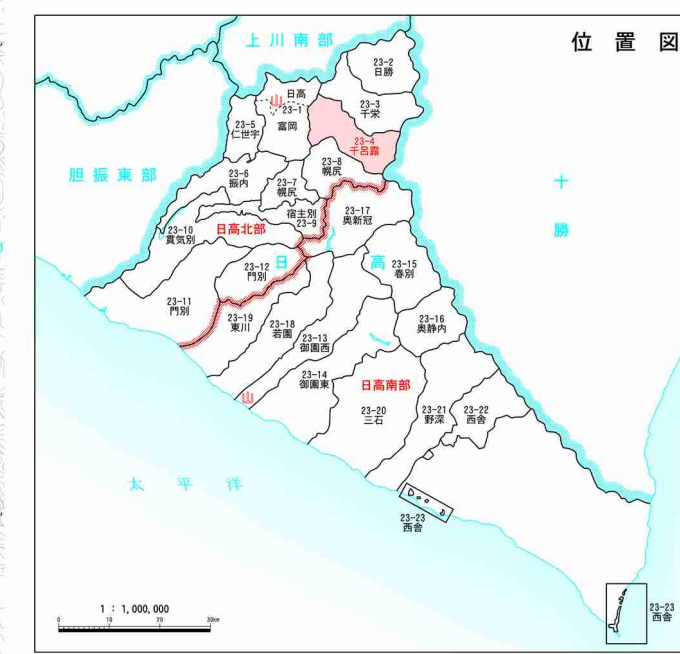 位置図
上川南部
23-2
日勝
日高
23-1
富岡
23-3
千栄
23-5
仁世宇
23-4
千呂露
胆振東部
23-6
振内
23-7
幌尻
23-8
幌尻
十勝
宿主別
23-9
23-17
奥新冠
23-10
貫気別
日高北部
23-12
門別
日高
23-15
春別
23-11
門別
23-19
東川
23-18
若園
23-13
御園西
23-16
奥静内
23-14
御園東
日高南部
23-20
三石
23-21
野深
23-22
西舎
太平洋
23-23
西舎
23-23
西舎
1 : 1,000,000
0 10 20 30km